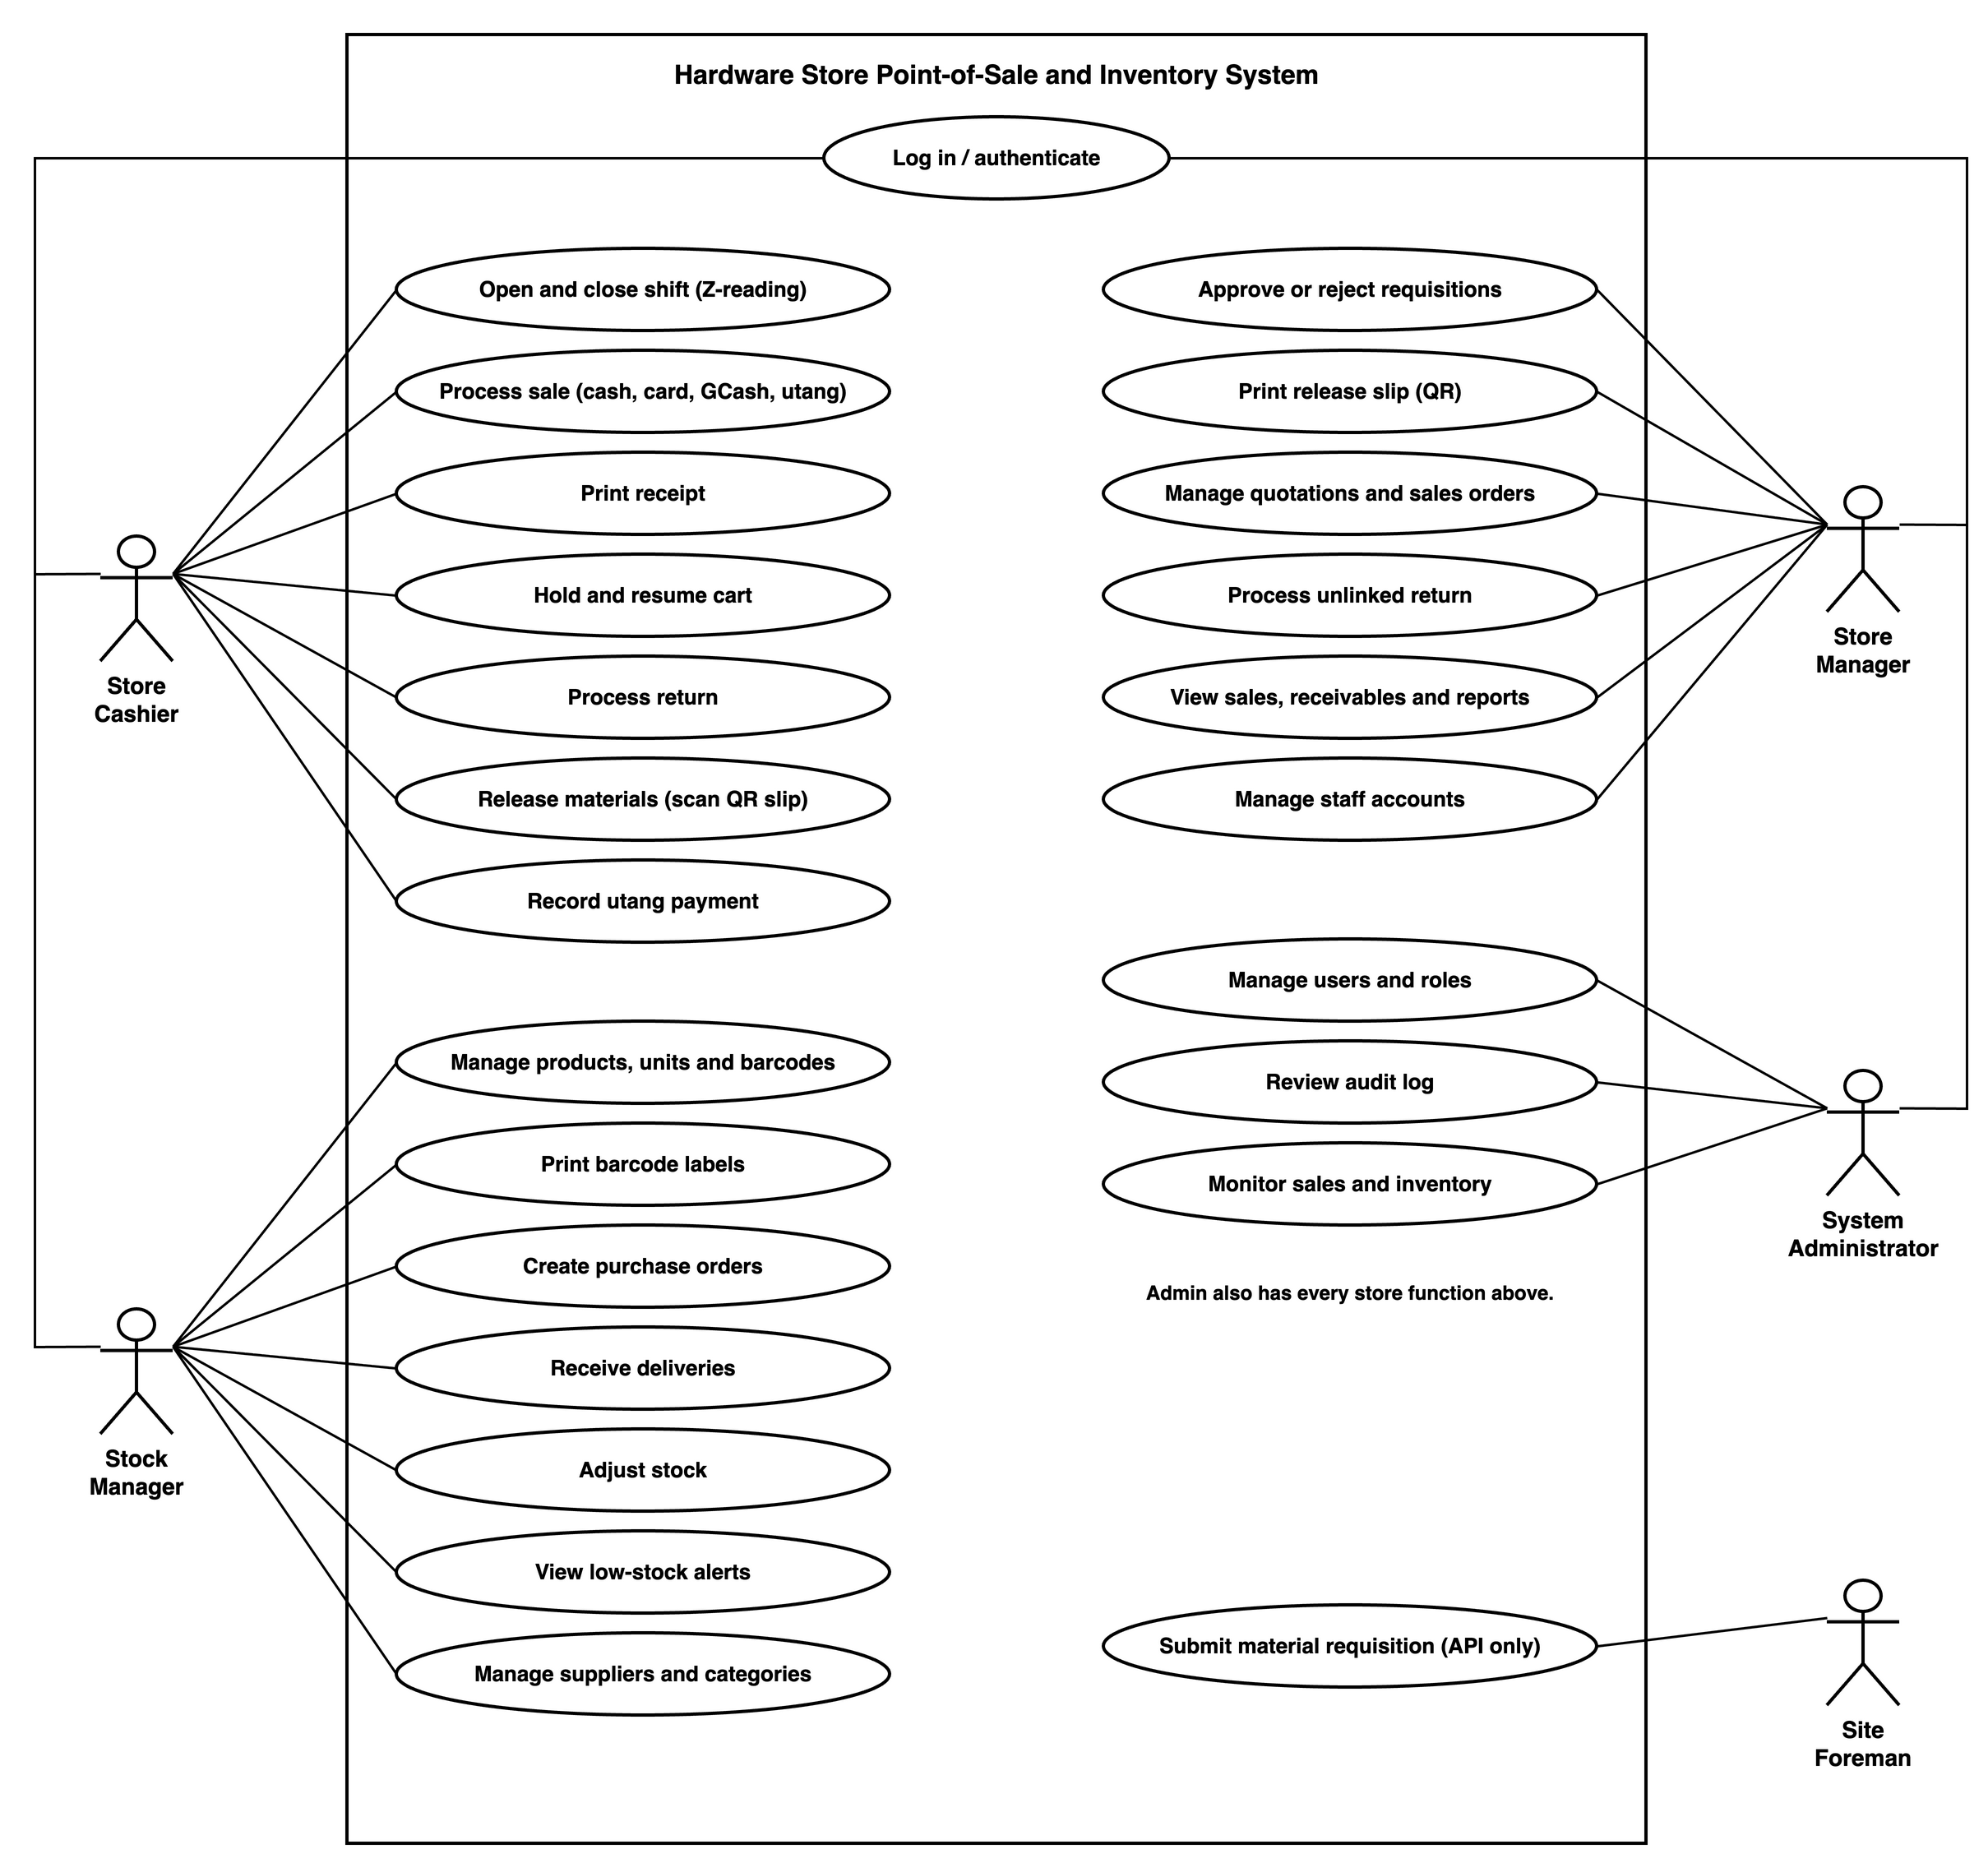 Hardware Store Point-of-Sale and Inventory System
Log in / authenticate
Open and close shift (Z-reading)
Process sale (cash, card, GCash, utang)
Print receipt
Hold and resume cart
Process return
Release materials (scan QR slip)
Record utang payment
Store
Cashier
Manage products, units and barcodes
Print barcode labels
Create purchase orders
Receive deliveries
Adjust stock
View low-stock alerts
Manage suppliers and categories
Stock
Manager
Approve or reject requisitions
Print release slip (QR)
Manage quotations and sales orders
Process unlinked return
View sales, receivables and reports
Manage staff accounts
Store
Manager
Manage users and roles
Review audit log
Monitor sales and inventory
System
Administrator
Admin also has every store function above.
Submit material requisition (API only)
Site
Foreman